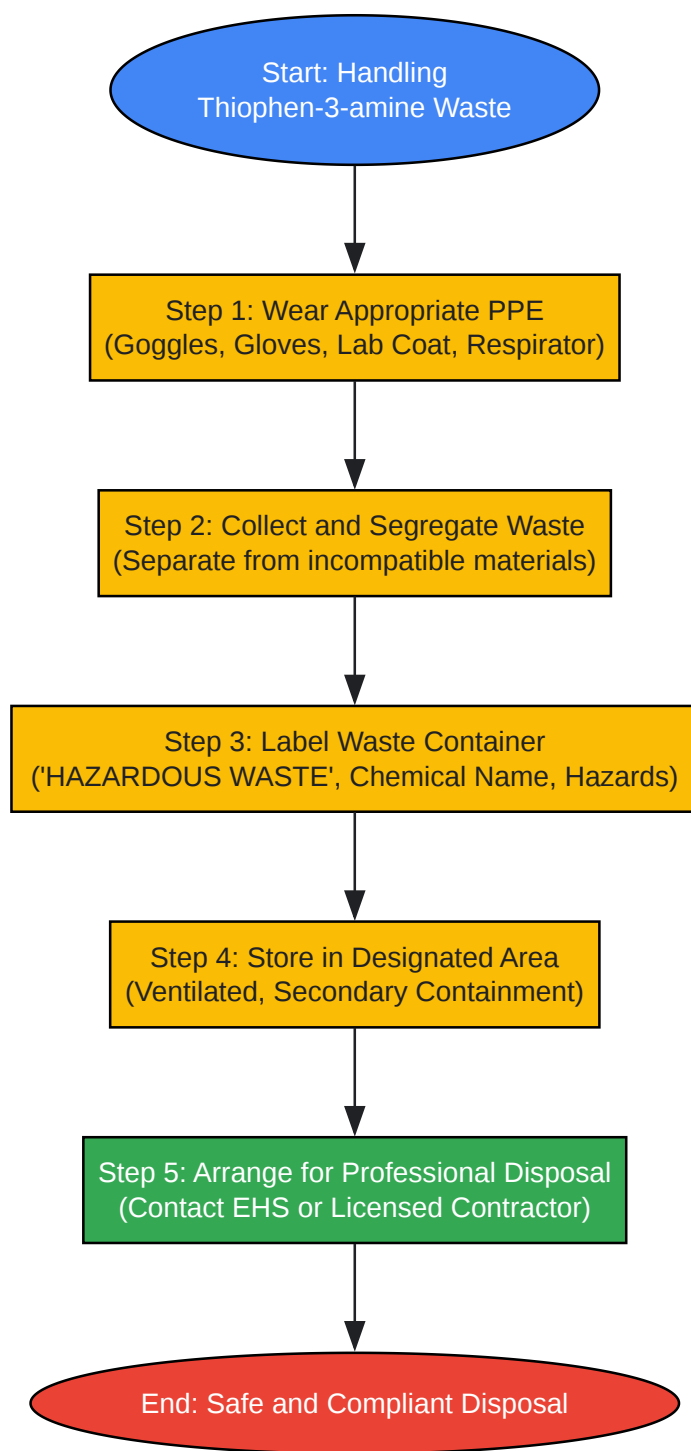 Start: Handling
Thiophen-3-amine Waste
Step 1: Wear Appropriate PPE
(Goggles, Gloves, Lab Coat, Respirator)
Step 2: Collect and Segregate Waste
(Separate from incompatible materials)
Step 3: Label Waste Container
('HAZARDOUS WASTE', Chemical Name, Hazards)
Step 4: Store in Designated Area
(Ventilated, Secondary Containment)
Step 5: Arrange for Professional Disposal
(Contact EHS or Licensed Contractor)
End: Safe and Compliant Disposal